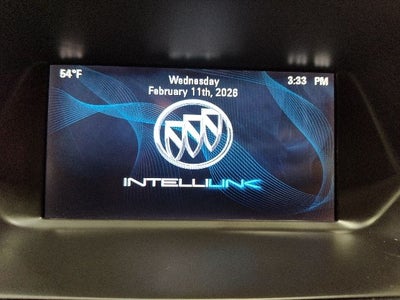 54°F
Wednesday
3:33 PM
February 11th, 2026
INTELLILINK